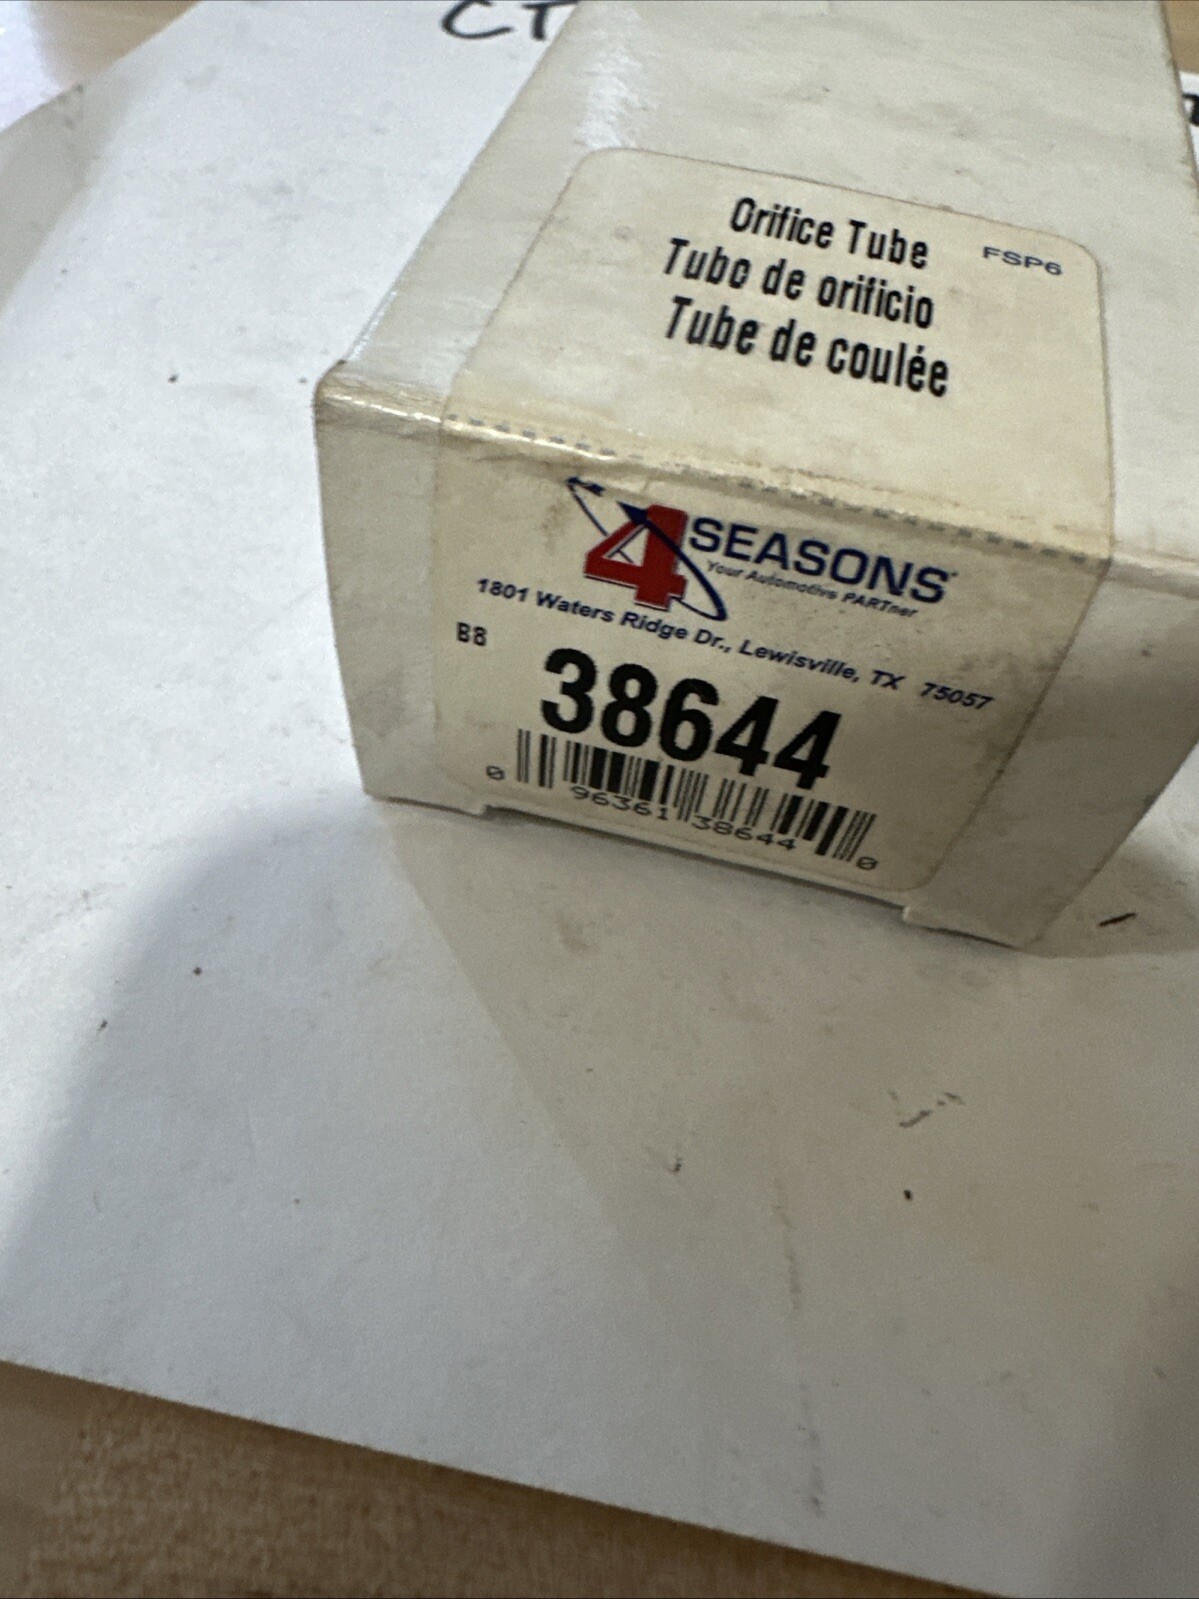 Orifice Tube
FSP6
Tubo de orificio
Tube de coulée
4 SEASONS
Your Automotive PARTner
1801 Waters Ridge Dr., Lewisville, TX 75057
B8
38644
0 96361 38644 0